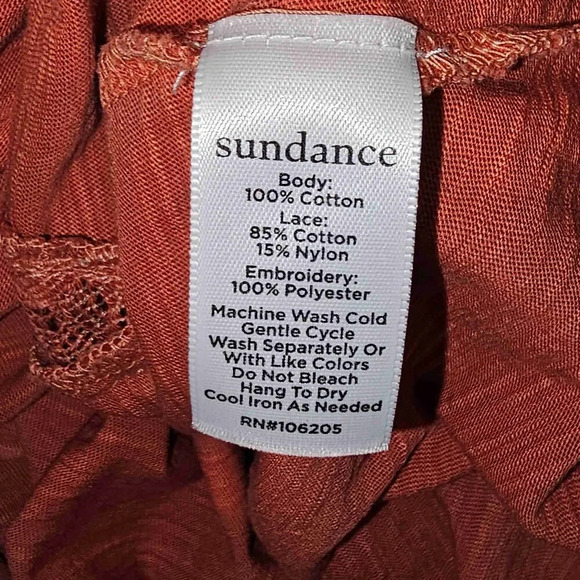 sundance
Body:
100% Cotton
Lace:
85% Cotton
15% Nylon
Embroidery:
100% Polyester
Machine Wash Cold
Gentle Cycle
Wash Separately Or
With Like Colors
Do Not Bleach
Hang To Dry
Cool Iron As Needed
RN#106205